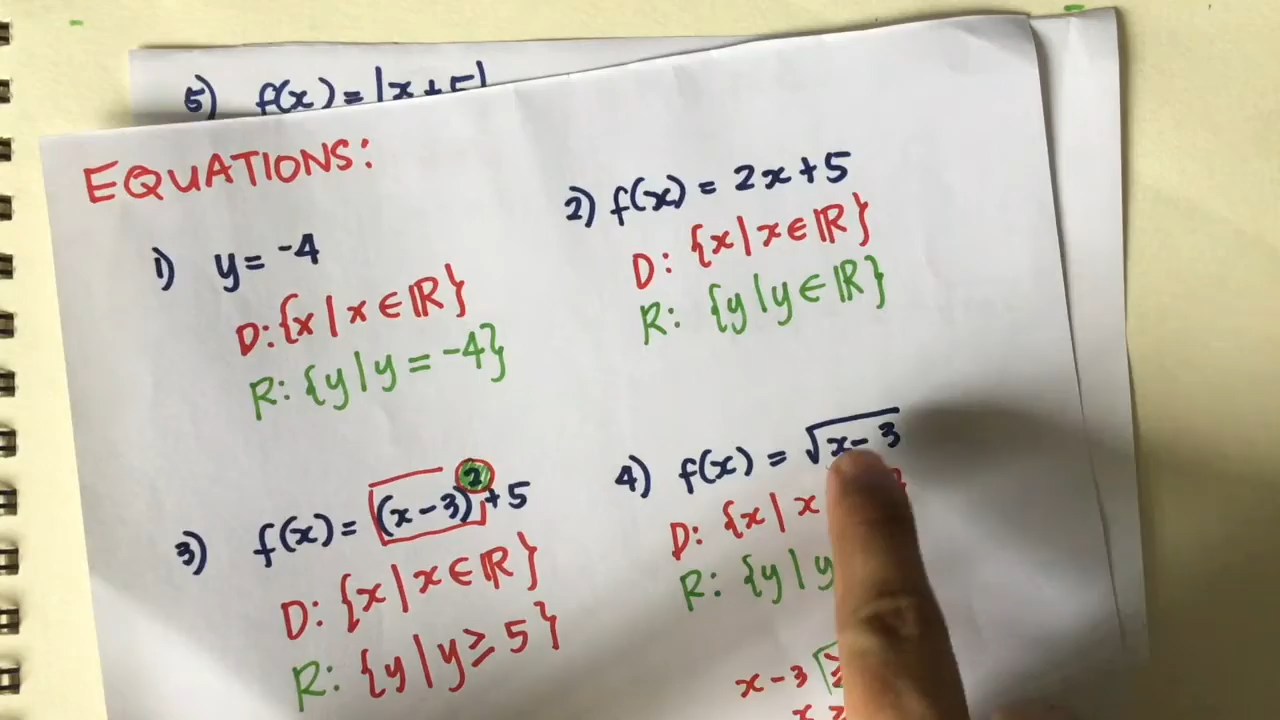 5) f(x) = |x + 5|
EQUATIONS:
1) y = -4
D: {x | x ∈ ℝ}
R: {y | y = -4}
2) f(x) = 2x + 5
D: {x | x ∈ ℝ}
R: {y | y ∈ ℝ}
3) f(x) = (x - 3)² + 5
D: {x | x ∈ ℝ}
R: {y | y ≥ 5}
4) f(x) = √x - 3
D: {x | x
R: {y | y
x - 3
x